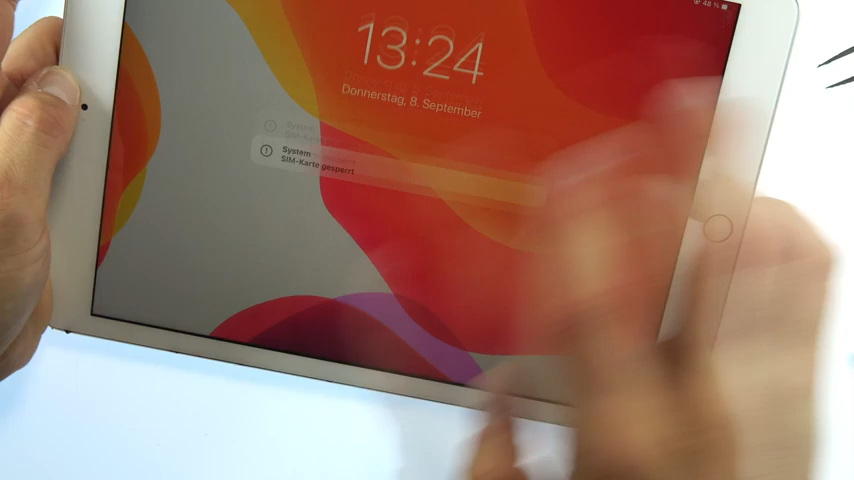 48 %
13:24
Donnerstag, 8. September
System
SIM-Karte gesperrt